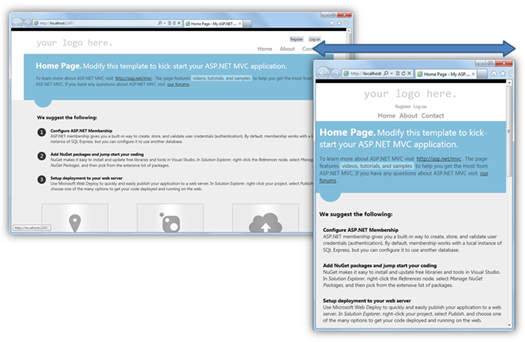 http://localhost:2401/
Home Page - My ASP.NET ...
Register Log on
your logo here.
Home About Contact
Home Page. Modify this template to kick-start your ASP.NET MVC application.
To learn more about ASP.NET MVC visit http://asp.net/mvc. The page features videos, tutorials, and samples to help you get the most from
ASP.NET MVC. If you have any questions about ASP.NET MVC visit our forums.
We suggest the following:
1 Configure ASP.NET Membership
ASP.NET membership gives you a built-in way to create, store, and validate user credentials (authentication). By default, membership works with a local
instance of SQL Express, but you can configure it to use another database.
2 Add NuGet packages and jump start your coding
NuGet makes it easy to install and update free libraries and tools in Visual Studio. In Solution Explorer, right-click the References node, select Manage
NuGet Packages, and then pick from the extensive list of packages.
3 Setup deployment to your web server
Use Microsoft Web Deploy to quickly and easily publish your application to a web server. In Solution Explorer, right-click your project, select Publish, and
choose one of the many options to get your code deployed and running on the web.
http://localhost
Home Page - My ASP...
your logo here.
Register Log on
Home About Contact
Home Page. Modify this template to kick-
start your ASP.NET MVC application.
To learn more about ASP.NET MVC visit http://asp.net/mvc. The page
features videos, tutorials, and samples to help you get the most from
ASP.NET MVC. If you have any questions about ASP.NET MVC visit our
forums.
We suggest the following:
Configure ASP.NET Membership
ASP.NET membership gives you a built-in way to create, store, and validate user
credentials (authentication). By default, membership works with a local instance of
SQL Express, but you can configure it to use another database.
Add NuGet packages and jump start your coding
NuGet makes it easy to install and update free libraries and tools in Visual Studio.
In Solution Explorer, right-click the References node, select Manage NuGet
Packages, and then pick from the extensive list of packages.
Setup deployment to your web server
Use Microsoft Web Deploy to quickly and easily publish your application to a web
server. In Solution Explorer, right-click your project, select Publish, and choose one
of the many options to get your code deployed and running on the web.